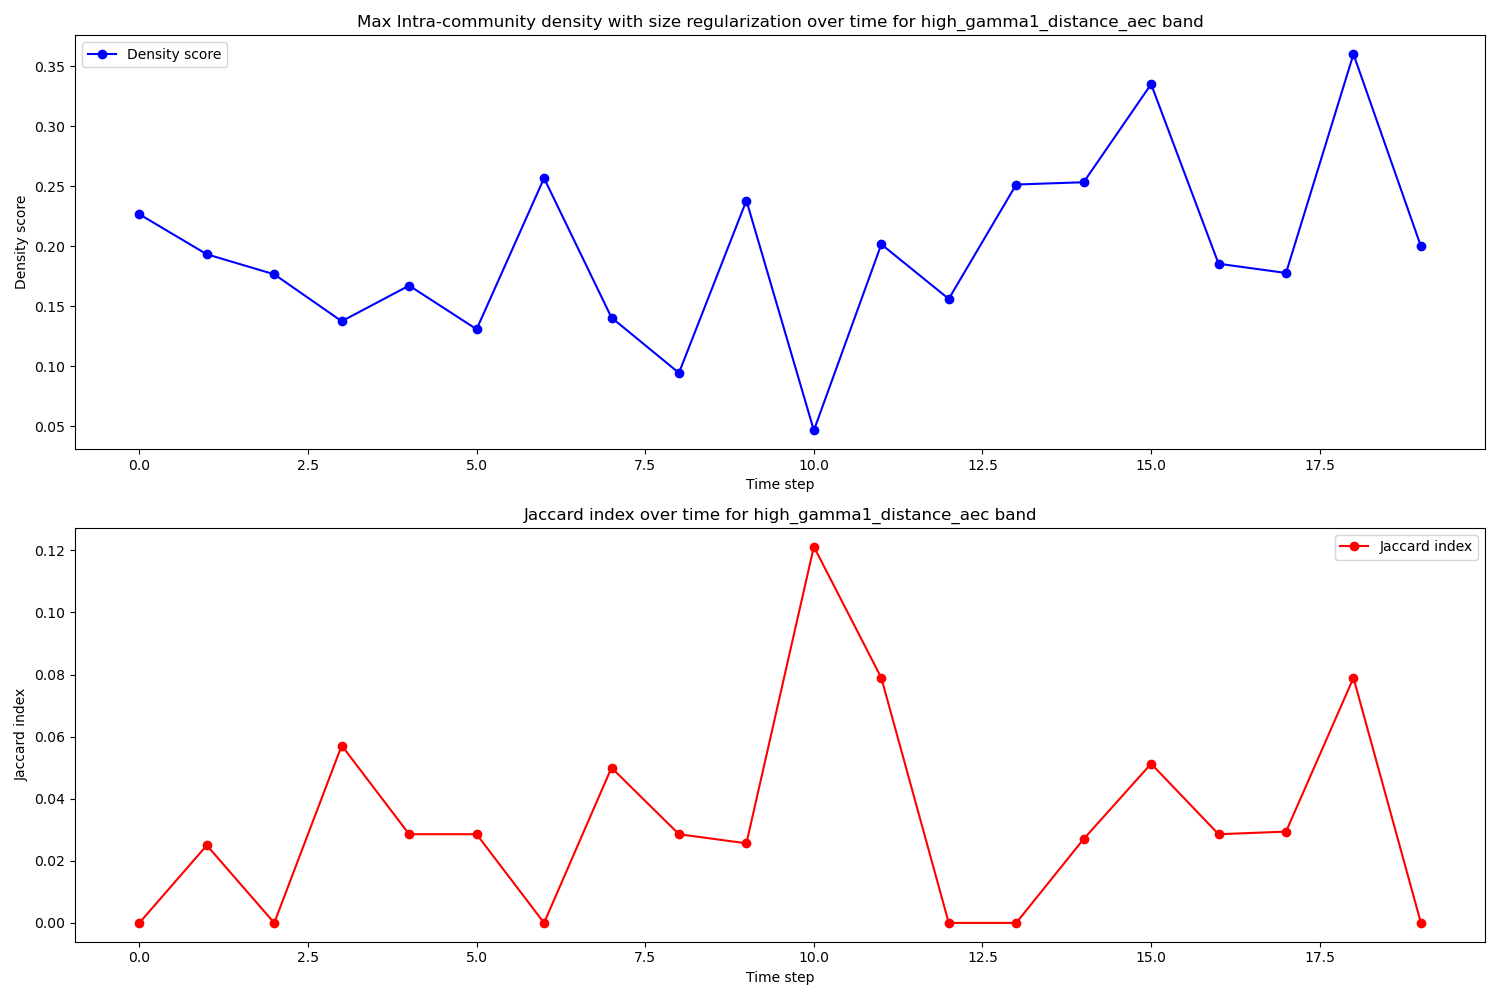 Max Intra-community density with size regularization over time for high_gamma1_distance_aec band
Density score
0.35
0.30
0.25
0.20
0.15
0.10
0.05
Density score
0.0 2.5 5.0 7.5 10.0 12.5 15.0 17.5
Time step
Jaccard index over time for high_gamma1_distance_aec band
Jaccard index
0.12
0.10
0.08
0.06
0.04
0.02
0.00
Jaccard index
0.0 2.5 5.0 7.5 10.0 12.5 15.0 17.5
Time step